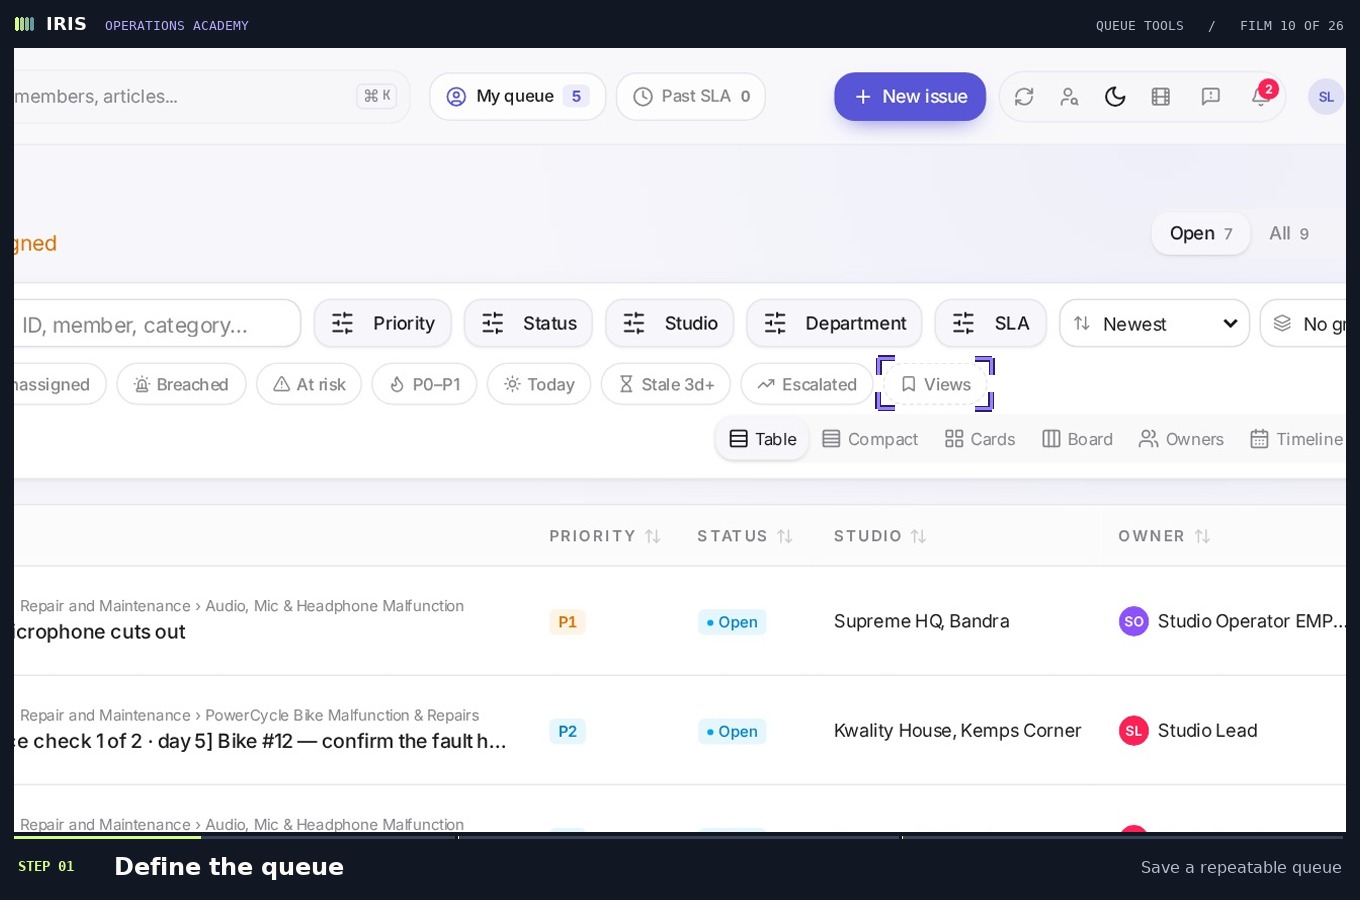 IRIS OPERATIONS ACADEMY QUEUE TOOLS / FILM 10 OF 26
members, articles... ⌘ K My queue 5 Past SLA 0 New issue 2 SL
gned Open 7 All 9
ID, member, category... Priority Status Studio Department SLA Newest No gr
nassigned Breached At risk P0–P1 Today Stale 3d+ Escalated Views
Table Compact Cards Board Owners Timeline
PRIORITY STATUS STUDIO OWNER
Repair and Maintenance › Audio, Mic & Headphone Malfunction
icrophone cuts out P1 Open Supreme HQ, Bandra SO Studio Operator EMP...
Repair and Maintenance › PowerCycle Bike Malfunction & Repairs
ce check 1 of 2 · day 5] Bike #12 — confirm the fault h... P2 Open Kwality House, Kemps Corner SL Studio Lead
Repair and Maintenance › Audio, Mic & Headphone Malfunction
STEP 01 Define the queue Save a repeatable queue